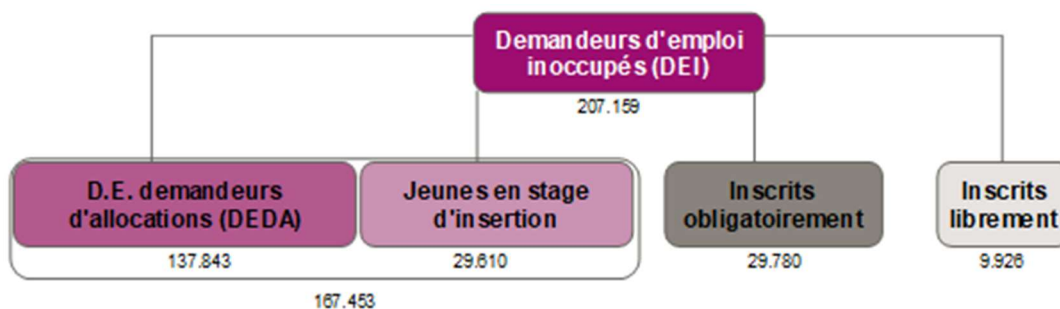 Demandeurs d'emploi
inoccupés (DEI)
207.159
D.E. demandeurs
d'allocations (DEDA)
137.843
Jeunes en stage
d'insertion
29.610
Inscrits
obligatoirement
29.780
Inscrits
librement
9.926
167.453